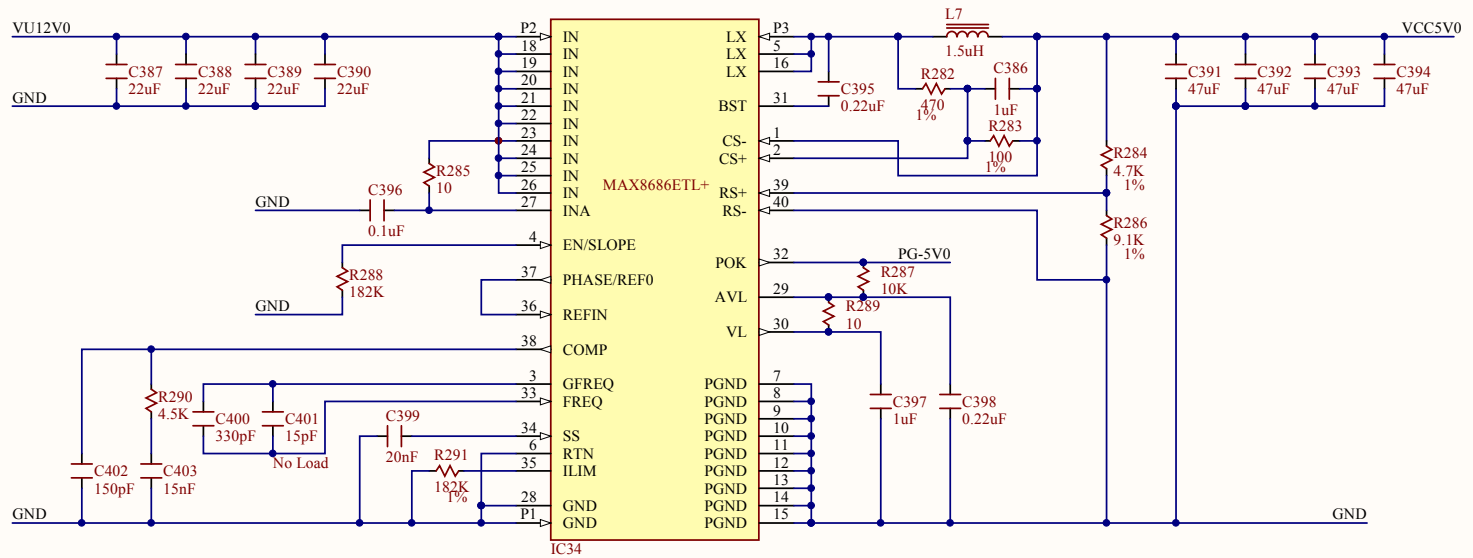 VU12V0
C387
22uF
C388
22uF
C389
22uF
C390
22uF
GND
R285
10
C396
GND
0.1uF
R288
182K
GND
R290
4.5K
C400
330pF
C401
15pF
No Load
C399
20nF
R291
182K
1%
C402
150pF
C403
15nF
GND
P2
IN
18
IN
19
IN
20
IN
21
IN
22
IN
23
IN
24
IN
25
IN
26
IN
27
INA
4
EN/SLOPE
37
PHASE/REF0
36
REFIN
38
COMP
3
GFREQ
33
FREQ
34
SS
6
RTN
35
ILIM
28
GND
P1
GND
MAX8686ETL+
IC34
LX
P3
LX
5
LX
16
BST
31
CS-
1
CS+
2
RS+
39
RS-
40
POK
32
AVL
29
VL
30
PGND
7
PGND
8
PGND
9
PGND
10
PGND
11
PGND
12
PGND
13
PGND
14
PGND
15
C395
0.22uF
L7
1.5uH
R282
470
1%
C386
1uF
R283
100
1%
VCC5V0
C391
47uF
C392
47uF
C393
47uF
C394
47uF
R284
4.7K
1%
R286
9.1K
1%
PG-5V0
R287
10K
R289
10
C397
1uF
C398
0.22uF
GND